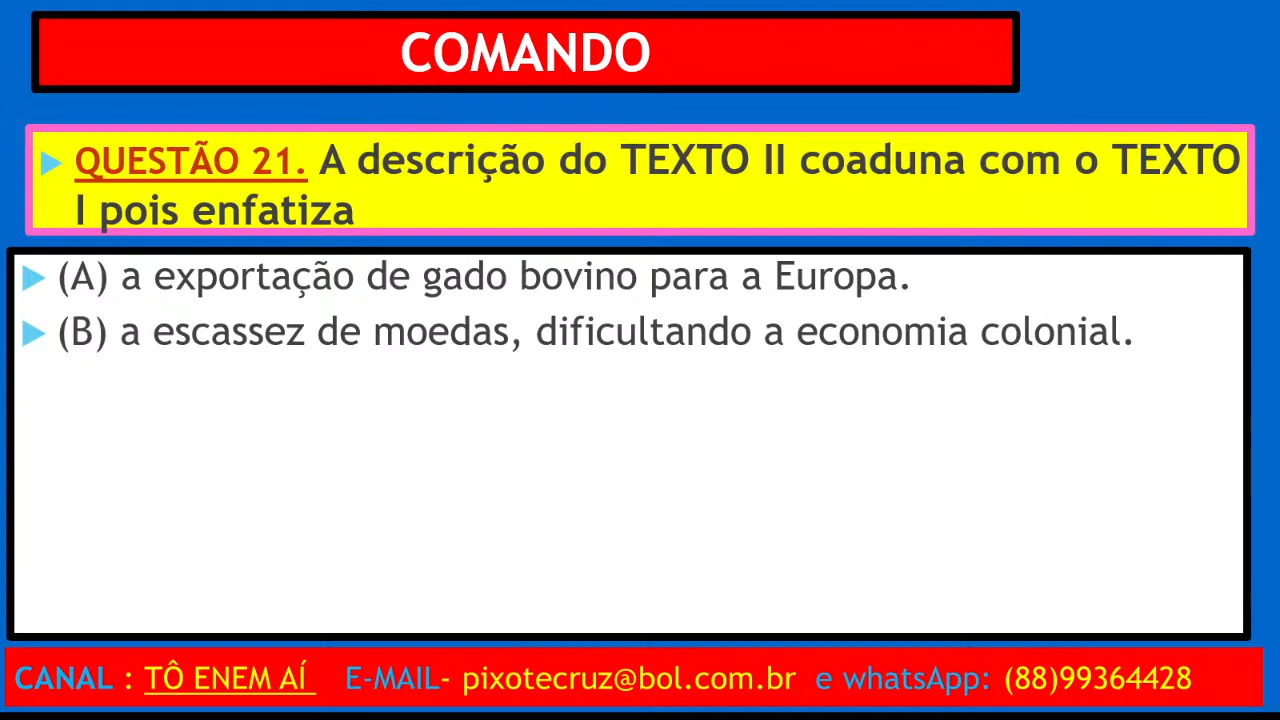 COMANDO
QUESTÃO 21. A descrição do TEXTO II coaduna com o TEXTO
I pois enfatiza
(A) a exportação de gado bovino para a Europa.
(B) a escassez de moedas, dificultando a economia colonial.
CANAL : TÔ ENEM AÍ E-MAIL- pixotecruz@bol.com.br e whatsApp: (88)99364428